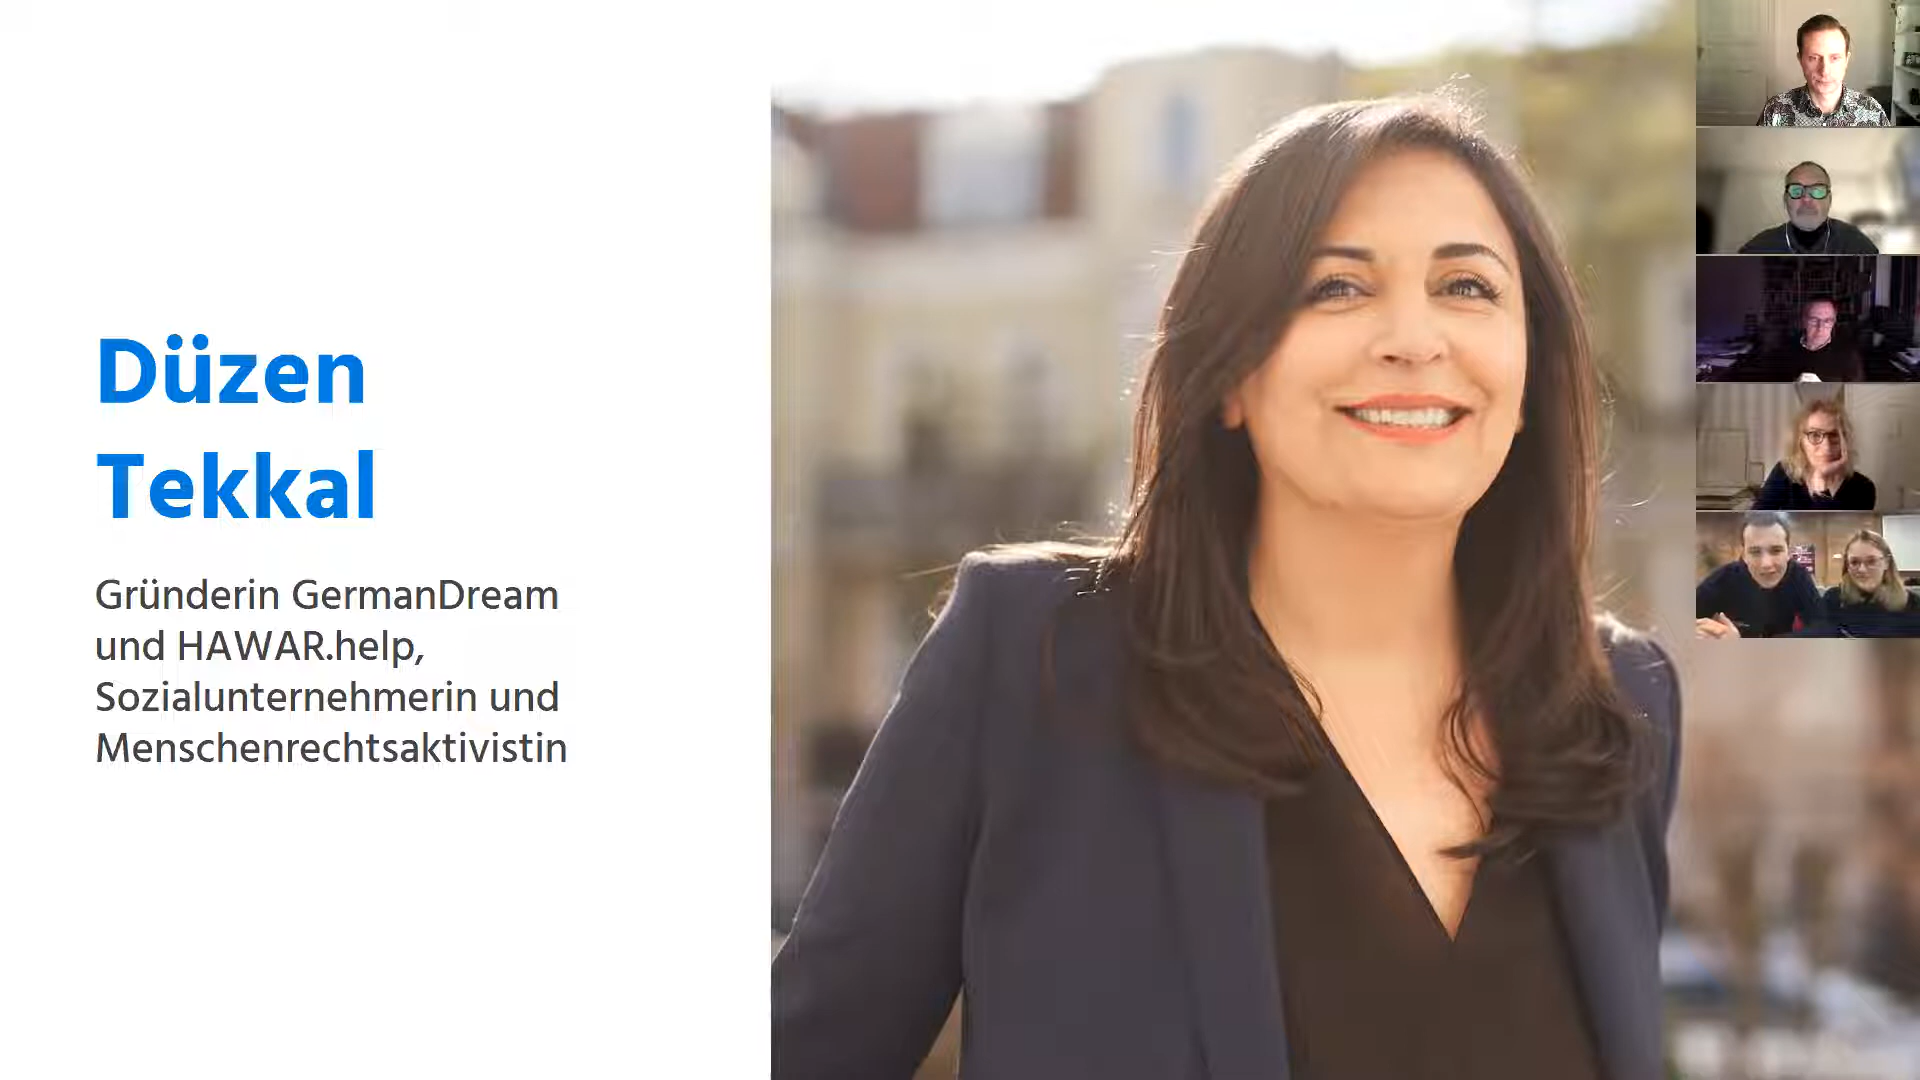 Düzen
Tekkal
Gründerin GermanDream
und HAWAR.help,
Sozialunternehmerin und
Menschenrechtsaktivistin